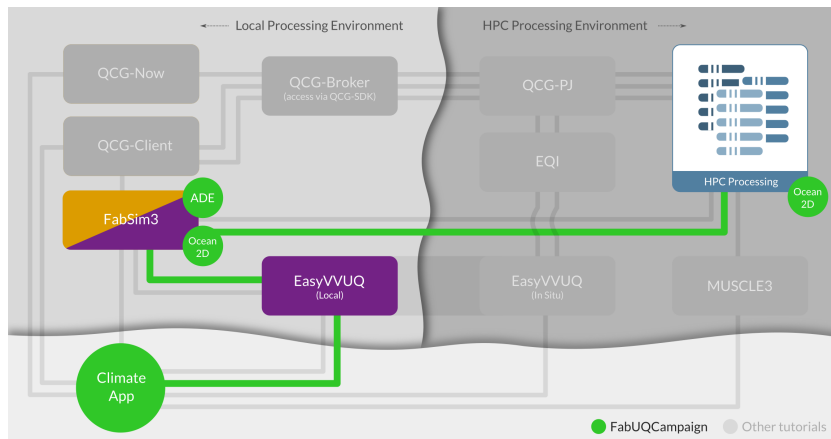 Local Processing Environment
HPC Processing Environment
QCG-Now
QCG-Broker
(access via QCG-SDK)
QCG-PJ
QCG-Client
EQI
HPC Processing
ADE
Ocean
2D
FabSim3
Ocean
2D
EasyVVUQ
(Local)
EasyVVUQ
(In Situ)
MUSCLE3
Climate
App
FabUQCampaign
Other tutorials